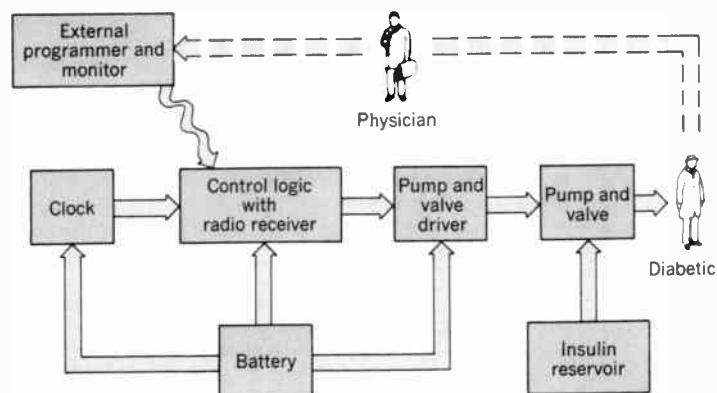 External
programmer and
monitor
Physician
Clock
Control logic
with
radio receiver
Pump and
valve
driver
Pump and
valve
Diabetic
Battery
Insulin
reservoir